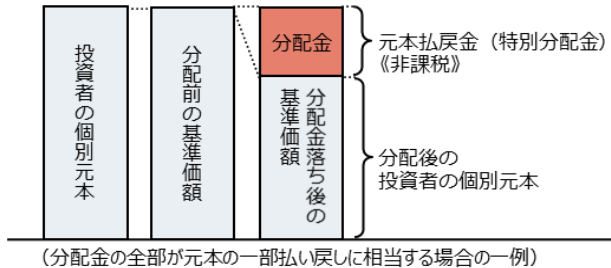 投資者の個別元本
分配前の基準価額
分配金
分配金落ち後の
基準価額
元本払戻金（特別分配金）
《非課税》
分配後の
投資者の個別元本
（分配金の全部が元本の一部払い戻しに相当する場合の一例）